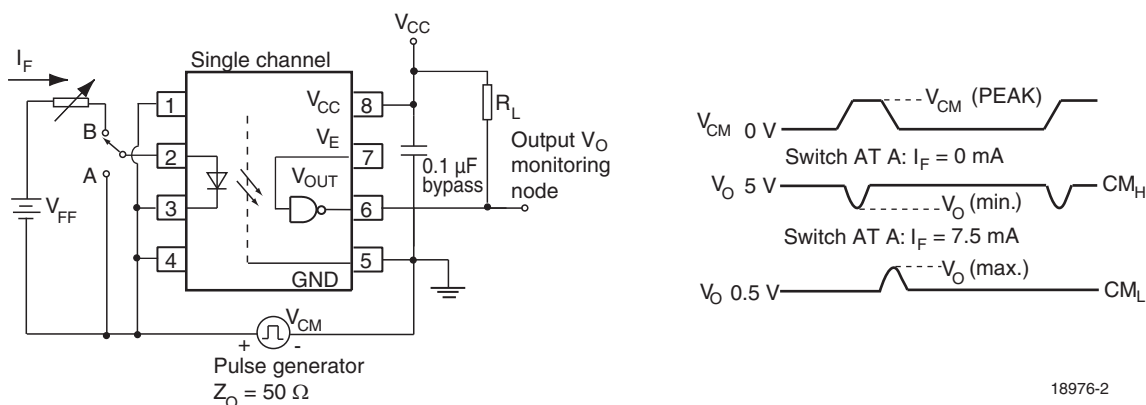 V_CC
I_F
Single channel
1
2
3
4
V_CC
V_E
V_OUT
GND
8
7
6
5
R_L
B
A
V_FF
0.1 µF
bypass
Output V_O
monitoring
node
V_CM
+ -
Pulse generator
Z_O = 50 Ω
V_CM 0 V
V_CM (PEAK)
Switch AT A: I_F = 0 mA
V_O 5 V
CM_H
V_O (min.)
Switch AT A: I_F = 7.5 mA
V_O (max.)
V_O 0.5 V
CM_L
18976-2